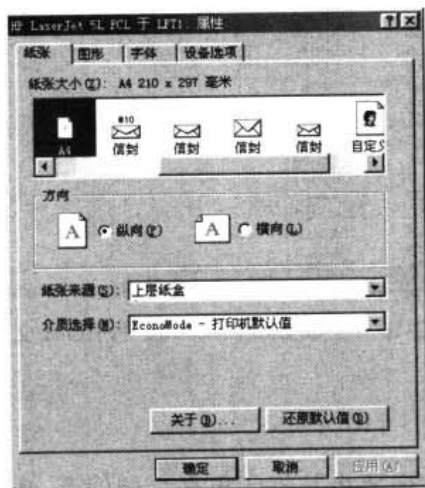 HP LaserJet 5L PCL 于 LPT1: 属性
纸张 图形 字体 设备选项
纸张大小(Z): A4 210 x 297 毫米
#10
A4 信封 信封 信封 信封 自定义
方向
A 纵向(P) A 横向(L)
纸张来源(S): 上层纸盒
介质选择(M): EconoMode - 打印机默认值
关于(B)... 还原默认值(D)
确定 取消 应用(A)